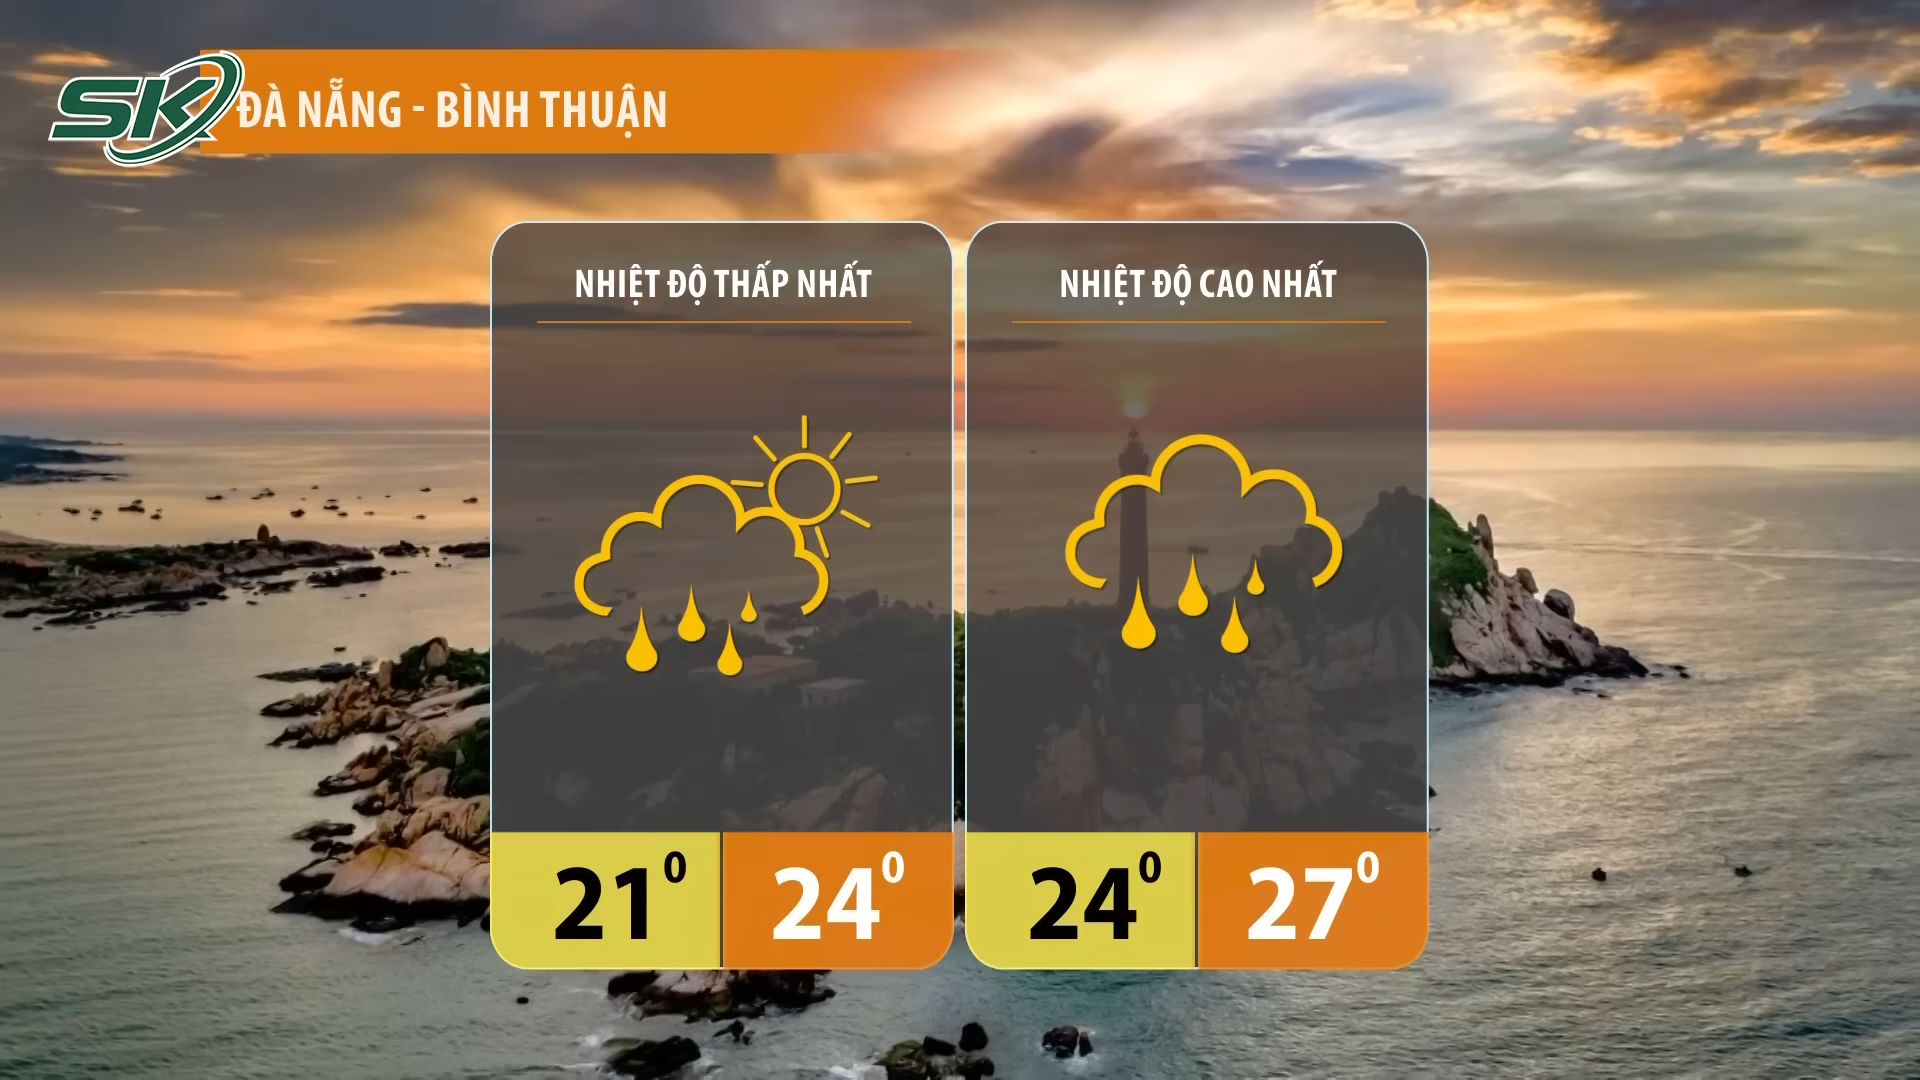 SK ĐÀ NẴNG - BÌNH THUẬN
NHIỆT ĐỘ THẤP NHẤT
21⁰ 24⁰
NHIỆT ĐỘ CAO NHẤT
24⁰ 27⁰